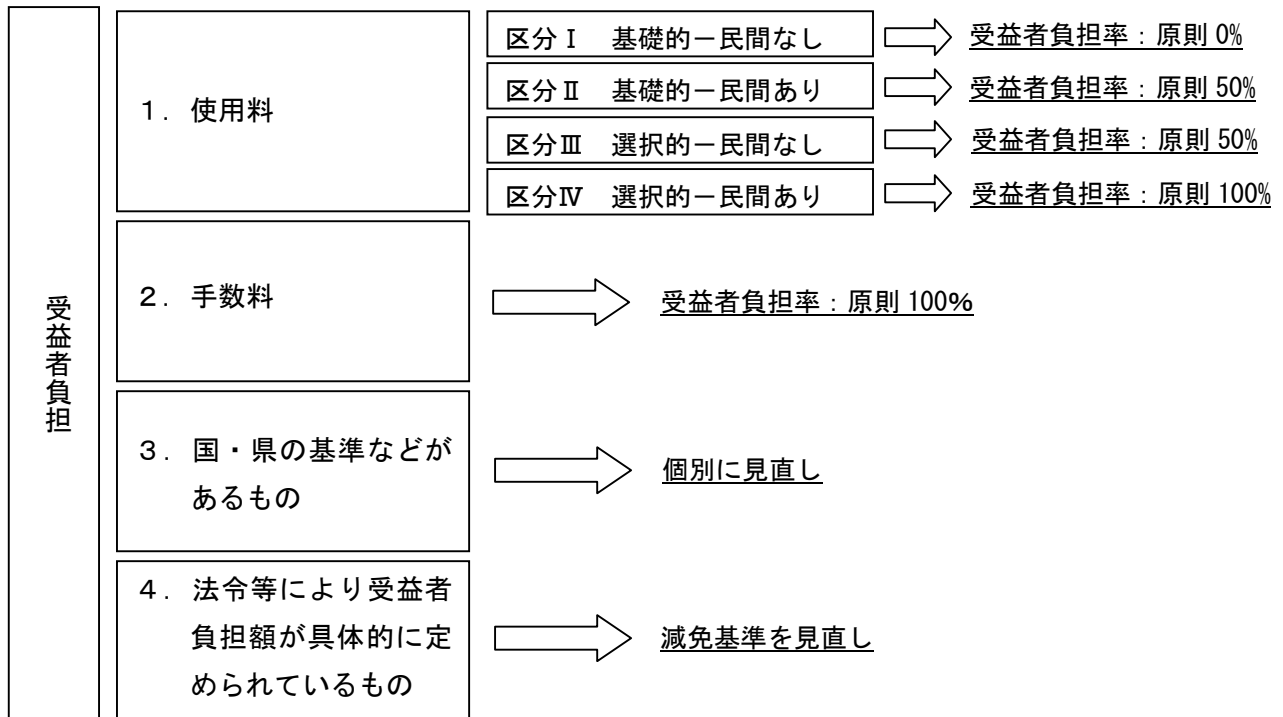 受益者負担
１．使用料
区分Ⅰ　基礎的－民間なし
受益者負担率：原則 0%
区分Ⅱ　基礎的－民間あり
受益者負担率：原則 50%
区分Ⅲ　選択的－民間なし
受益者負担率：原則 50%
区分Ⅳ　選択的－民間あり
受益者負担率：原則 100%
２．手数料
受益者負担率：原則 100％
３．国・県の基準などが
あるもの
個別に見直し
４．法令等により受益者
負担額が具体的に定
められているもの
減免基準を見直し